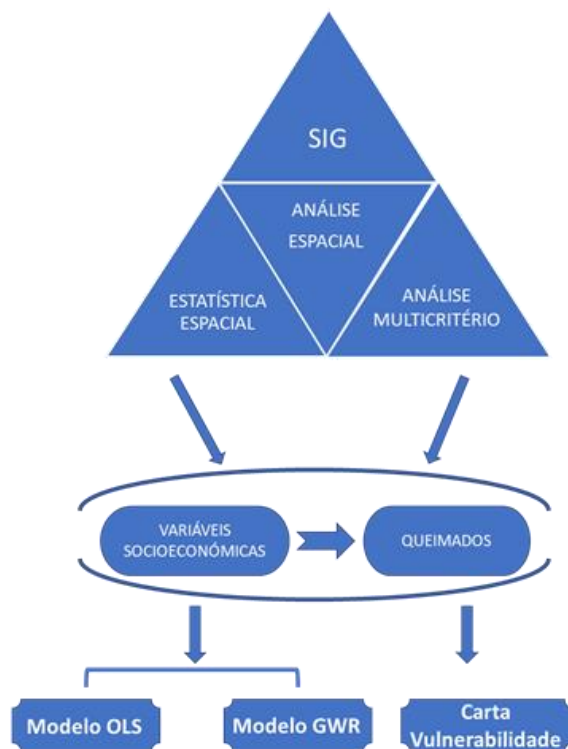 SIG
ANÁLISE
ESPACIAL
ESTATÍSTICA
ESPACIAL
ANÁLISE
MULTICRITÉRIO
VARIÁVEIS
SOCIOECONÓMICAS
QUEIMADOS
Modelo OLS
Modelo GWR
Carta
Vulnerabilidade